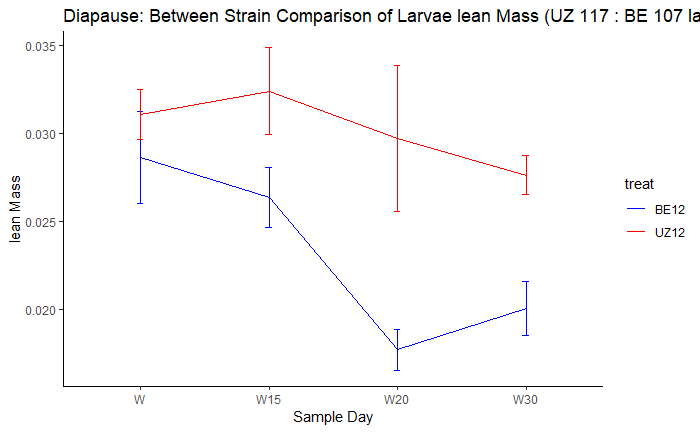 Diapause: Between Strain Comparison of Larvae lean Mass (UZ 117 : BE 107 la
0.035
0.030
0.025
0.020
lean Mass
W W15 W20 W30
Sample Day
treat
BE12
UZ12